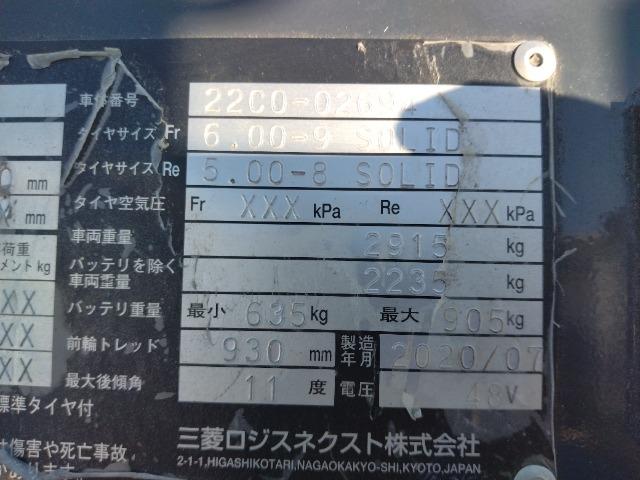 車体番号 22C0-02694
タイヤサイズ Fr 6.00-9 SOLID
タイヤサイズ Re 5.00-8 SOLID
mm タイヤ空気圧 Fr XXX kPa Re XXX kPa
mm 車両重量 2915 kg
荷重 バッテリを除く車両重量 2235 kg
メント kg
XX バッテリ重量 最小 635 kg 最大 905 kg
XX 前輪トレッド 930 mm 製造年月 2020/07
XX 最大後傾角 11 度 電圧 48V
標準タイヤ付
は傷害や死亡事故
三菱ロジスネクスト株式会社
2-1-1,HIGASHIKOTARI,NAGAOKAKYO-SHI,KYOTO,JAPAN